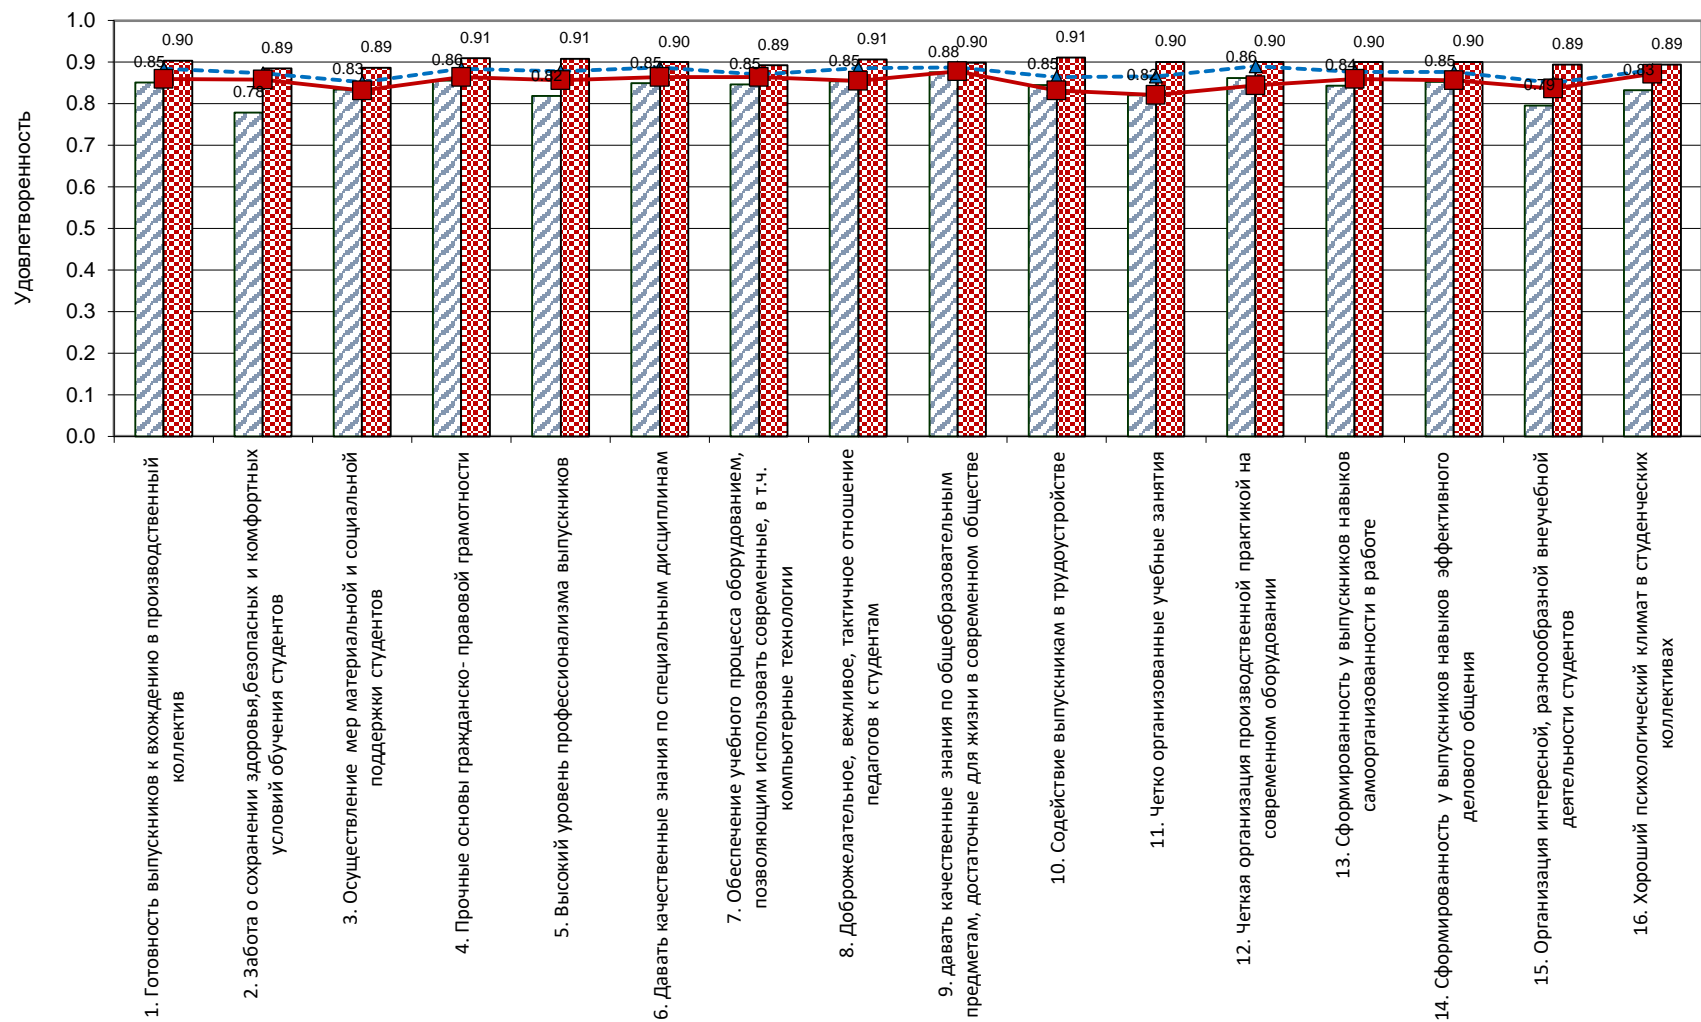 Удовлетворенность
1.0
0.9
0.8
0.7
0.6
0.5
0.4
0.3
0.2
0.1
0.0
0.85
0.90
0.78
0.89
0.83
0.89
0.86
0.91
0.82
0.91
0.85
0.90
0.85
0.89
0.85
0.91
0.88
0.90
0.85
0.91
0.82
0.90
0.86
0.90
0.84
0.90
0.85
0.90
0.79
0.89
0.83
0.89
1. Готовность выпускников к вхождению в производственный
коллектив
2. Забота о сохранении здоровья,безопасных и комфортных
условий обучения студентов
3. Осуществление мер материальной и социальной
поддержки студентов
4. Прочные основы гражданско- правовой грамотности
5. Высокий уровень профессионализма выпускников
6. Давать качественные знания по специальным дисциплинам
7. Обеспечение учебного процесса оборудованием,
позволяющим использовать современные, в т.ч.
компьютерные технологии
8. Доброжелательное, вежливое, тактичное отношение
педагогов к студентам
9. давать качественные знания по общеобразовательным
предметам, достаточные для жизни в современном обществе
10. Содействие выпускникам в трудоустройстве
11. Четко организованные учебные занятия
12. Четкая организация производственной практикой на
современном оборудовании
13. Сформированность у выпускников навыков
самоорганизованности в работе
14. Сформированность у выпускников навыков эффективного
делового общения
15. Организация интересной, разноообразной внеучебной
деятельности студентов
16. Хороший психологический климат в студенческих
коллективах